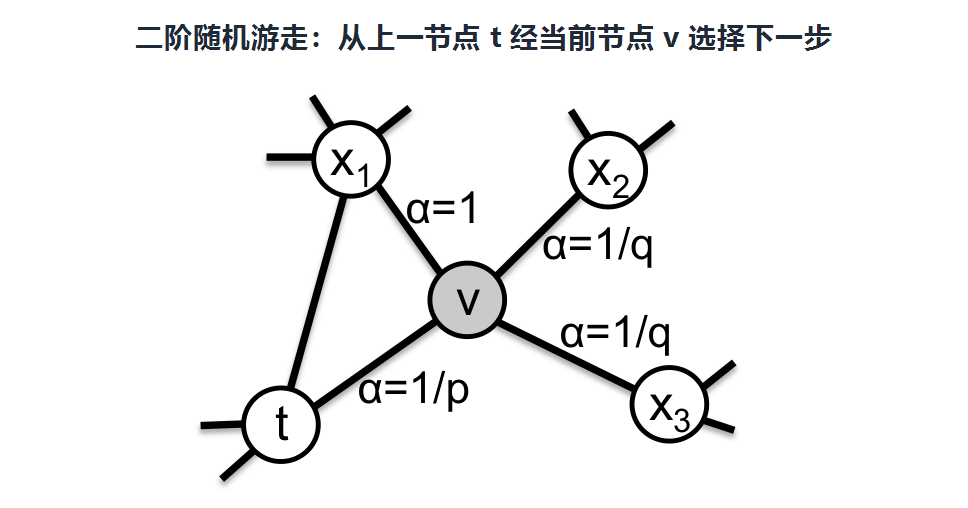 二阶随机游走：从上一节点 t 经当前节点 v 选择下一步
x₁
x₂
α=1
α=1/q
v
α=1/q
α=1/p
x₃
t